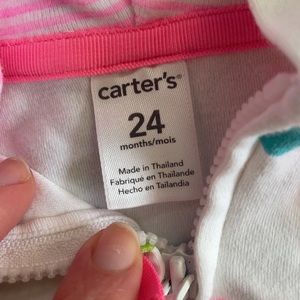 carter's®
24
months/mois
Made in Thailand
Fabriqué en Thaïlande
Hecho en Tailandia